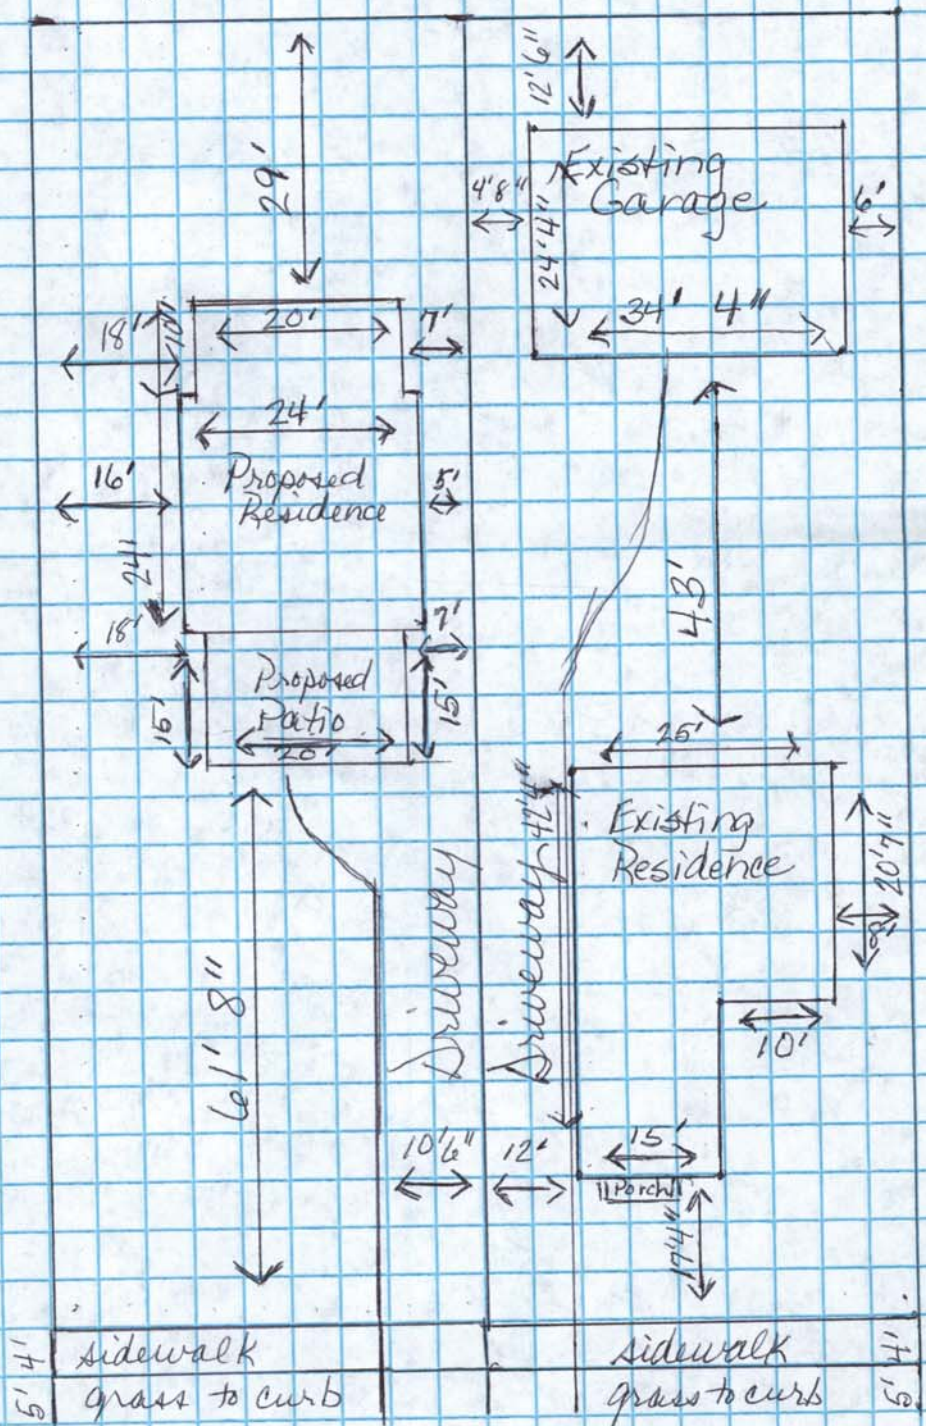 29'
12'6"
Existing
Garage
4'8"
24'4"
6'
34' 4"
18'
10"
20'
7'
24'
Proposed
Residence
16'
5'
24'
18'
7'
Proposed
Patio
15'
15'
20'
43'
25'
Existing
Residence
Driveway
Driveway 42'4"
20'7"
8'
10'
61' 8"
10'6"
12'
15'
Porch
17'4"
sidewalk
grass to curb
sidewalk
grass to curb
5' 4'
5' 4'